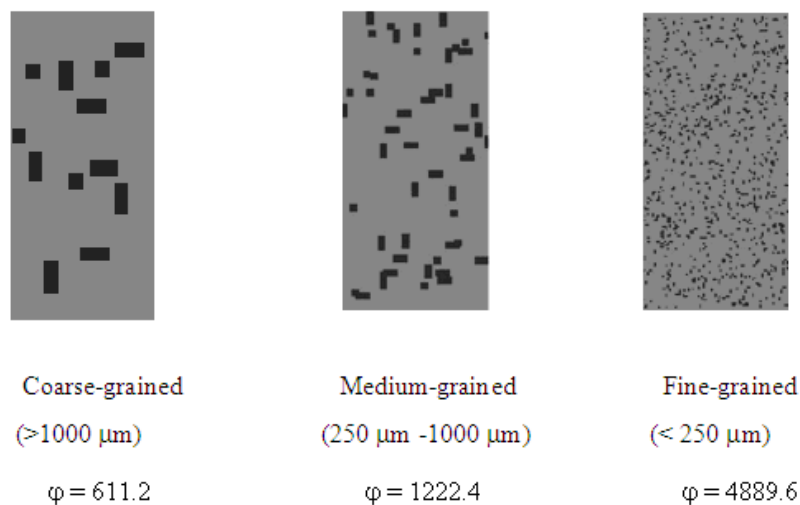 Coarse-grained
(>1000 μm)
φ = 611.2
Medium-grained
(250 μm -1000 μm)
φ = 1222.4
Fine-grained
(< 250 μm)
φ = 4889.6